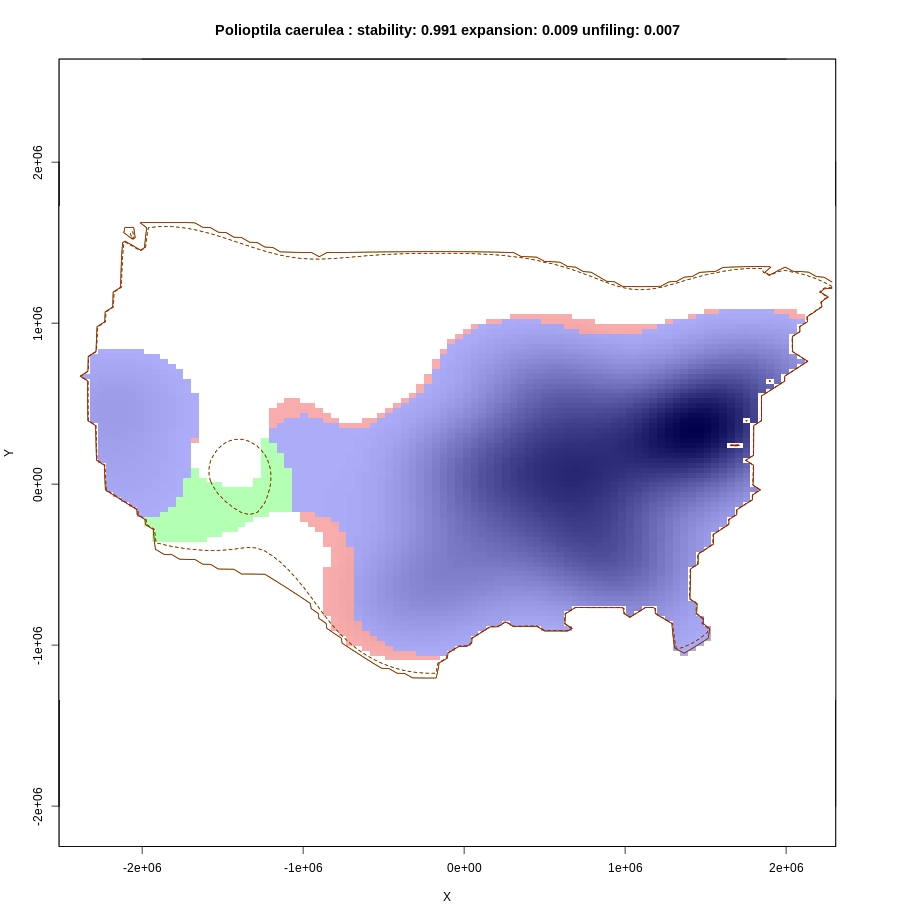 Polioptila caerulea : stability: 0.991 expansion: 0.009 unfiling: 0.007
2e+06
1e+06
0e+00
-1e+06
-2e+06
Y
-2e+06 -1e+06 0e+00 1e+06 2e+06
X